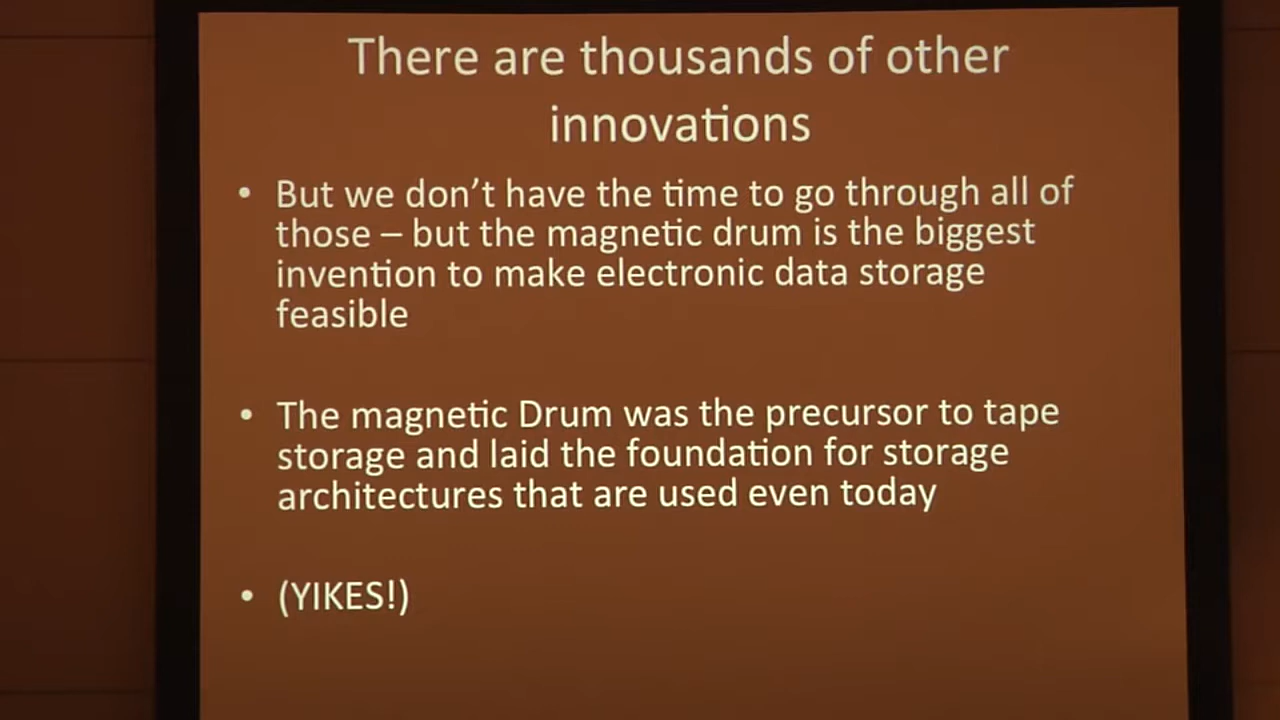 There are thousands of other
innovations
• But we don't have the time to go through all of
those – but the magnetic drum is the biggest
invention to make electronic data storage
feasible
• The magnetic Drum was the precursor to tape
storage and laid the foundation for storage
architectures that are used even today
• (YIKES!)